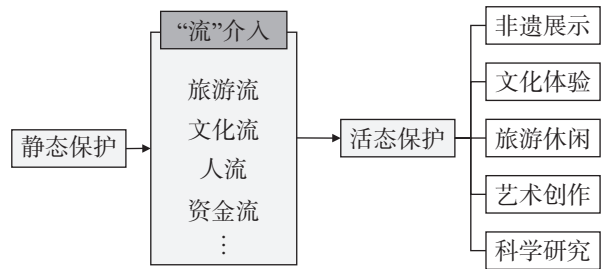 静态保护
“流”介入
旅游流
文化流
人流
资金流
⋮
活态保护
非遗展示
文化体验
旅游休闲
艺术创作
科学研究